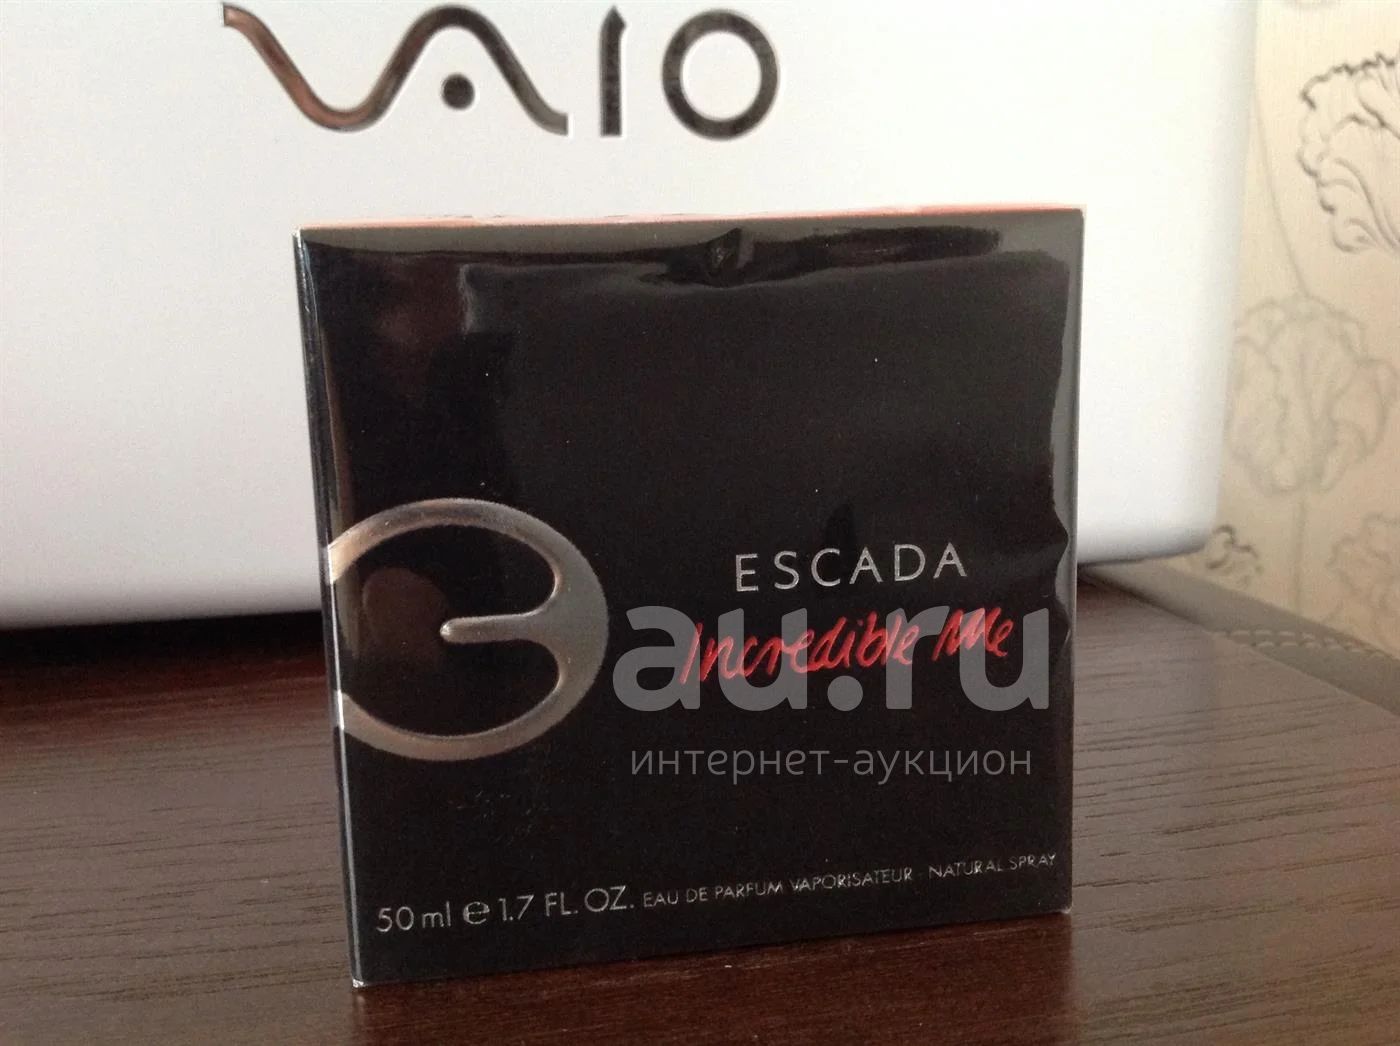 VAIO
ESCADA
Incredible Me
au.ru
интернет-аукцион
50 ml e 1.7 FL. OZ. EAU DE PARFUM VAPORISATEUR · NATURAL SPRAY